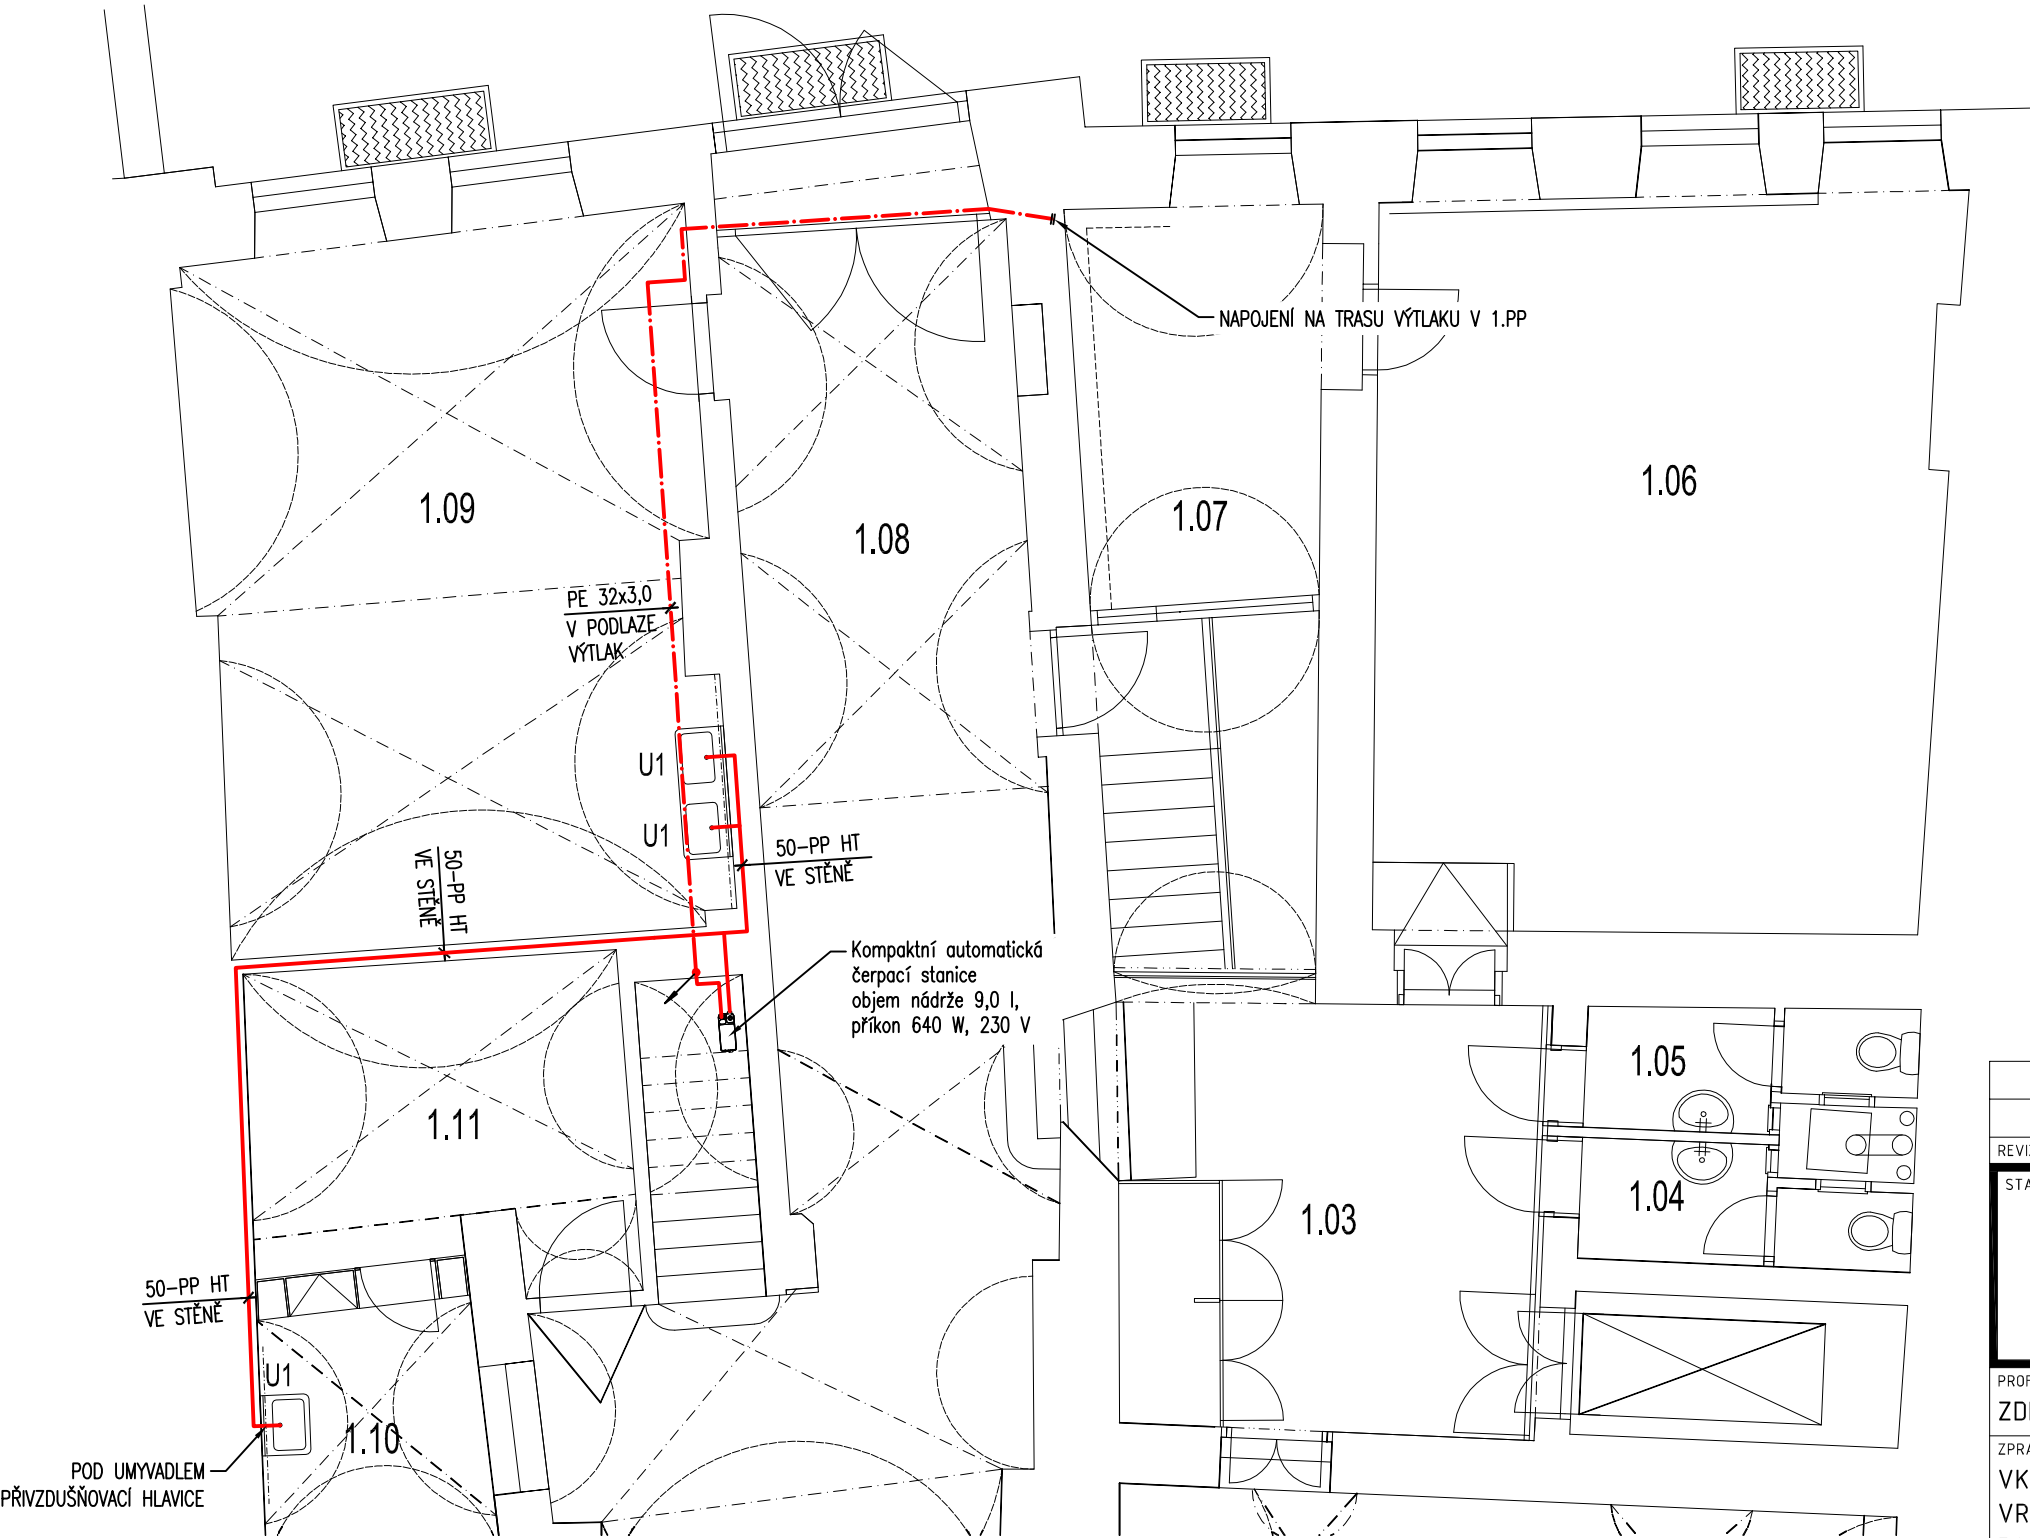 NAPOJENÍ NA TRASU VÝTLAKU V 1.PP
1.09
1.08
1.07
1.06
PE 32x3,0
V PODLAZE
VÝTLAK
U1
U1
50-PP HT
VE STĚNĚ
50-PP HT
VE STĚNĚ
Kompaktní automatická
čerpací stanice
objem nádrže 9,0 l,
příkon 640 W, 230 V
1.11
1.05
1.04
1.03
50-PP HT
VE STĚNĚ
U1
1.10
POD UMYVADLEM
PŘIVZDUŠŇOVACÍ HLAVICE